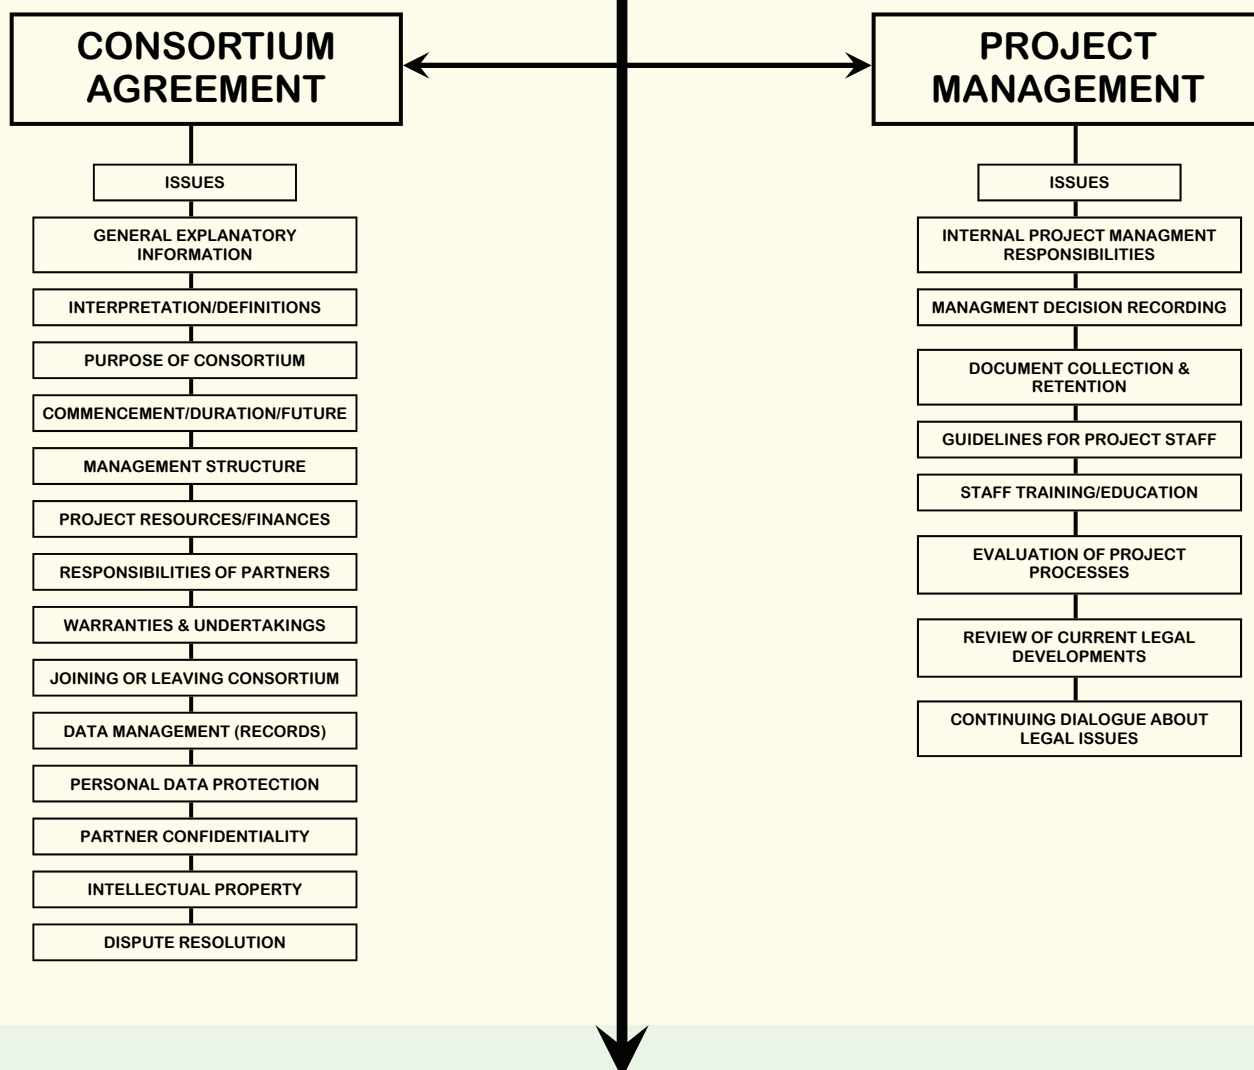 CONSORTIUM
AGREEMENT
ISSUES
GENERAL EXPLANATORY
INFORMATION
INTERPRETATION/DEFINITIONS
PURPOSE OF CONSORTIUM
COMMENCEMENT/DURATION/FUTURE
MANAGEMENT STRUCTURE
PROJECT RESOURCES/FINANCES
RESPONSIBILITIES OF PARTNERS
WARRANTIES & UNDERTAKINGS
JOINING OR LEAVING CONSORTIUM
DATA MANAGEMENT (RECORDS)
PERSONAL DATA PROTECTION
PARTNER CONFIDENTIALITY
INTELLECTUAL PROPERTY
DISPUTE RESOLUTION
PROJECT
MANAGEMENT
ISSUES
INTERNAL PROJECT MANAGMENT
RESPONSIBILITIES
MANAGMENT DECISION RECORDING
DOCUMENT COLLECTION &
RETENTION
GUIDELINES FOR PROJECT STAFF
STAFF TRAINING/EDUCATION
EVALUATION OF PROJECT
PROCESSES
REVIEW OF CURRENT LEGAL
DEVELOPMENTS
CONTINUING DIALOGUE ABOUT
LEGAL ISSUES